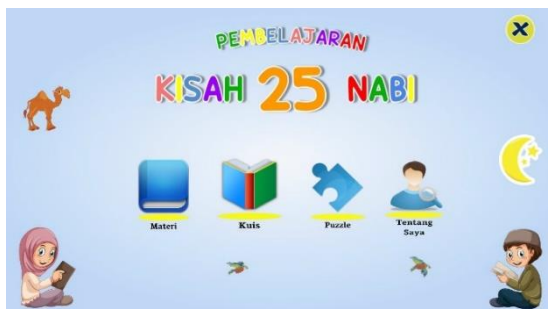 PEMBELAJARAN
KISAH 25 NABI
X
Materi
Kuis
Puzzle
Tentang
Saya